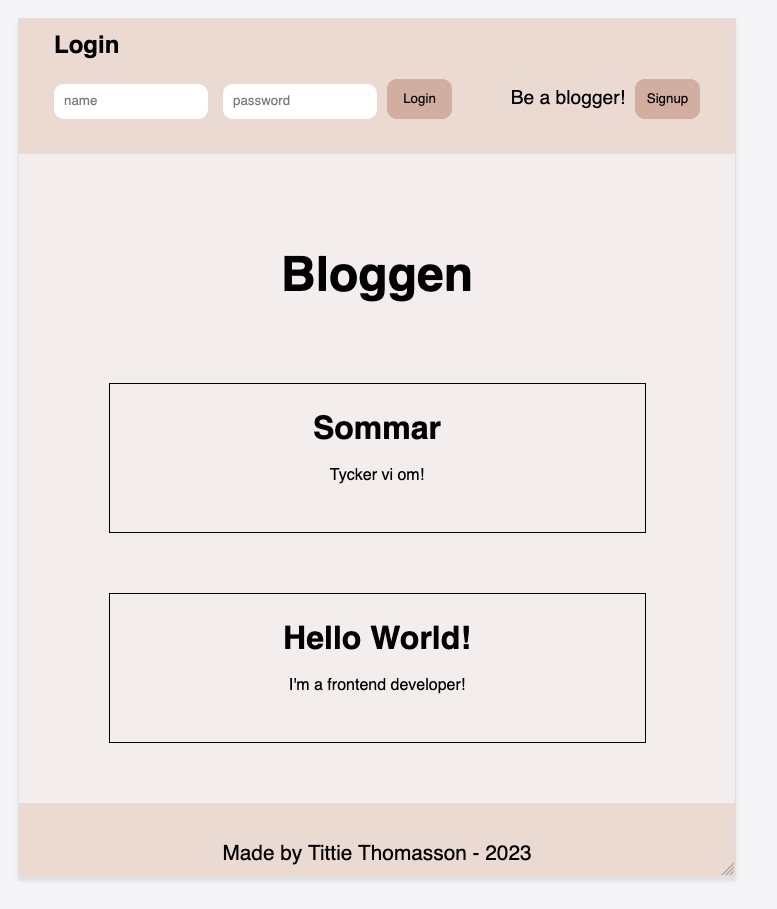 Login
name
password
Login
Be a blogger!
Signup
Bloggen
Sommar
Tycker vi om!
Hello World!
I'm a frontend developer!
Made by Tittie Thomasson - 2023